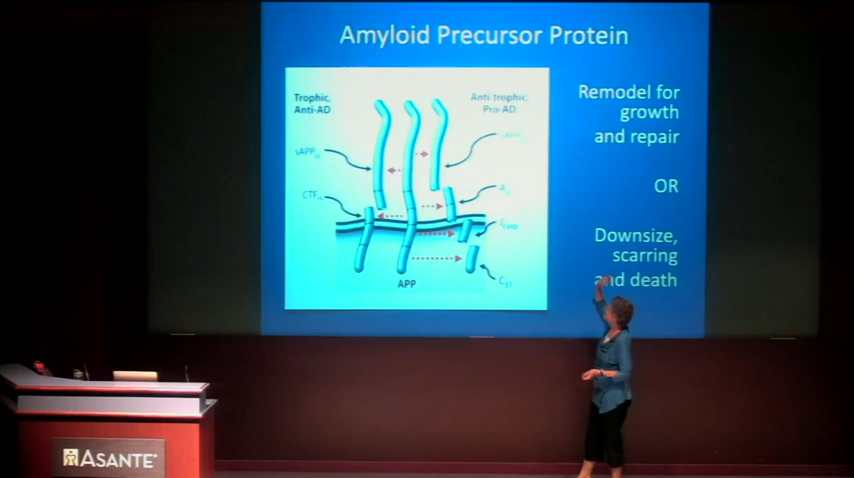 Amyloid Precursor Protein
Trophic,
Anti-AD
Anti trophic,
Pro-AD
sAPP
CTF
APP
C31
Remodel for
growth
and repair
OR
Downsize,
scarring
and death
ASANTE